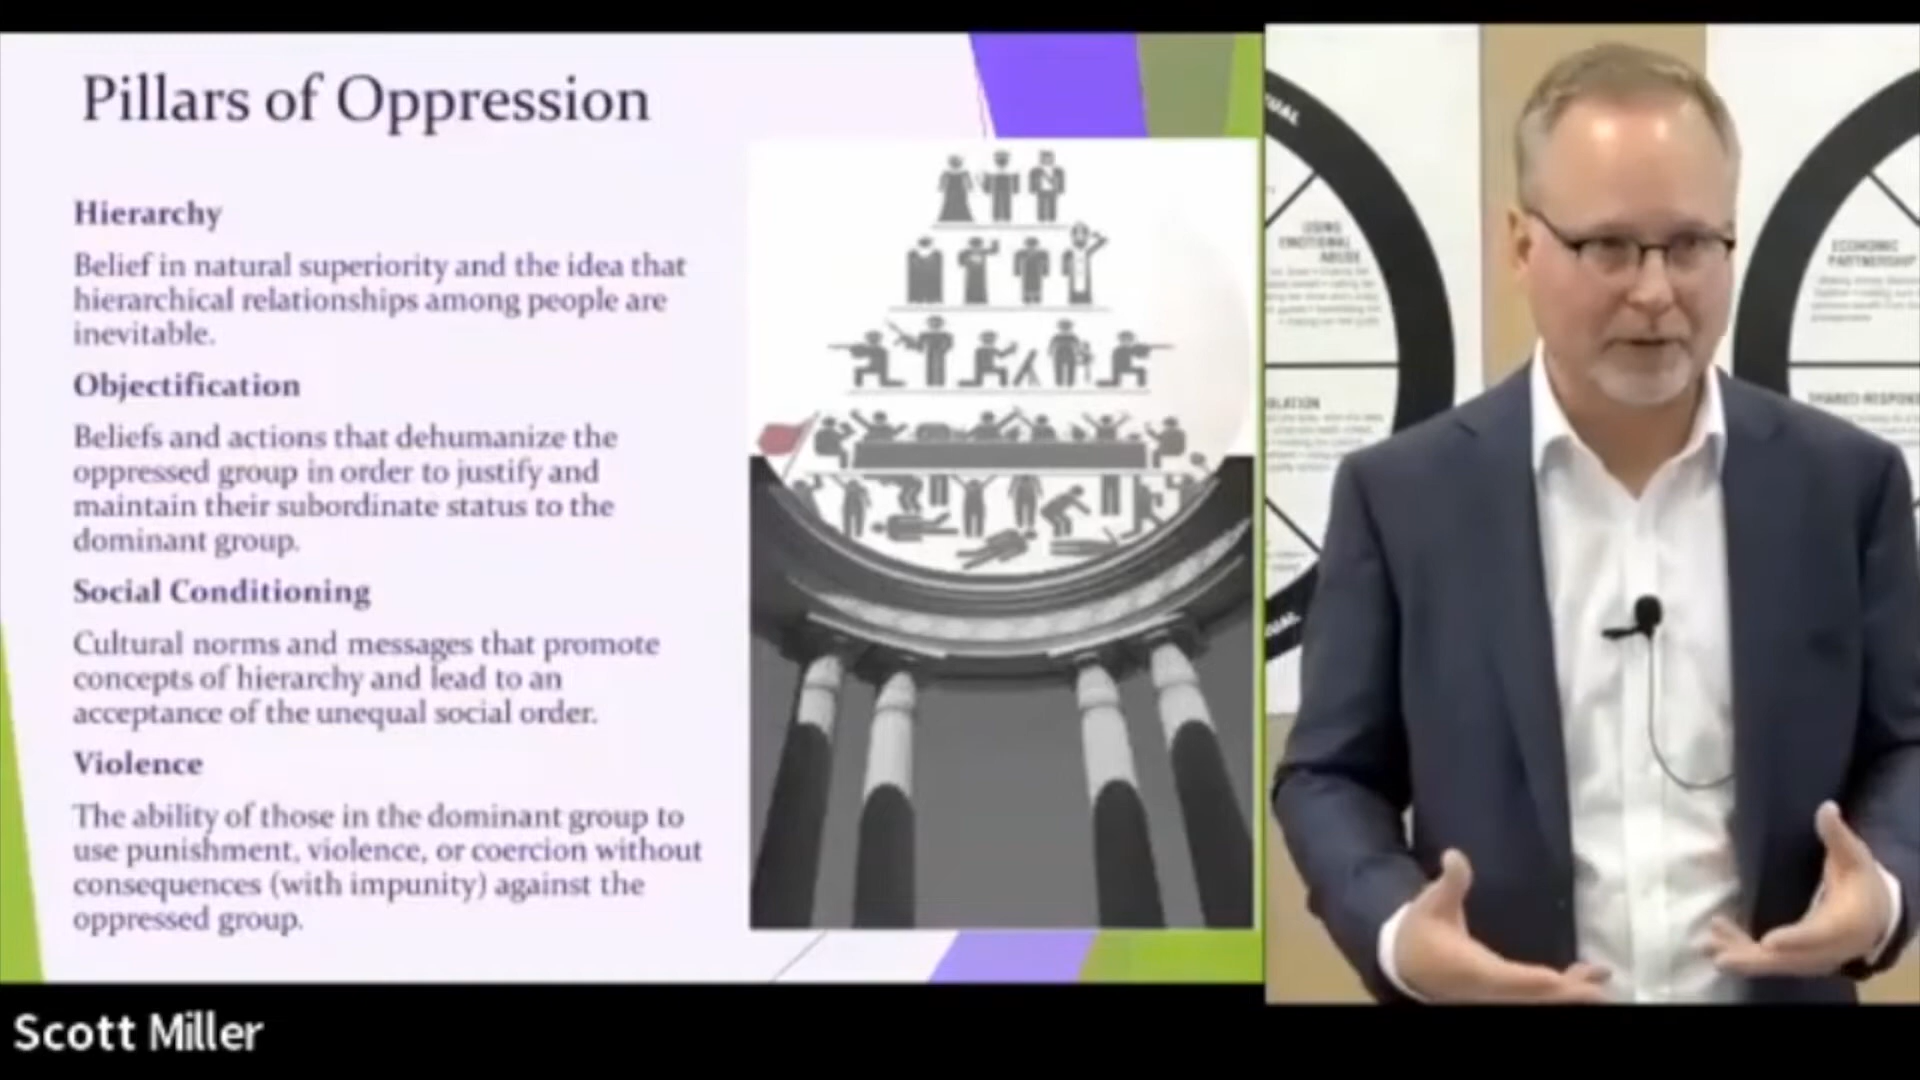 Pillars of Oppression
Hierarchy
Belief in natural superiority and the idea that
hierarchical relationships among people are
inevitable.
Objectification
Beliefs and actions that dehumanize the
oppressed group in order to justify and
maintain their subordinate status to the
dominant group.
Social Conditioning
Cultural norms and messages that promote
concepts of hierarchy and lead to an
acceptance of the unequal social order.
Violence
The ability of those in the dominant group to
use punishment, violence, or coercion without
consequences (with impunity) against the
oppressed group.
USING
EMOTIONAL
ABUSE
ECONOMIC
PARTNERSHIP
Scott Miller